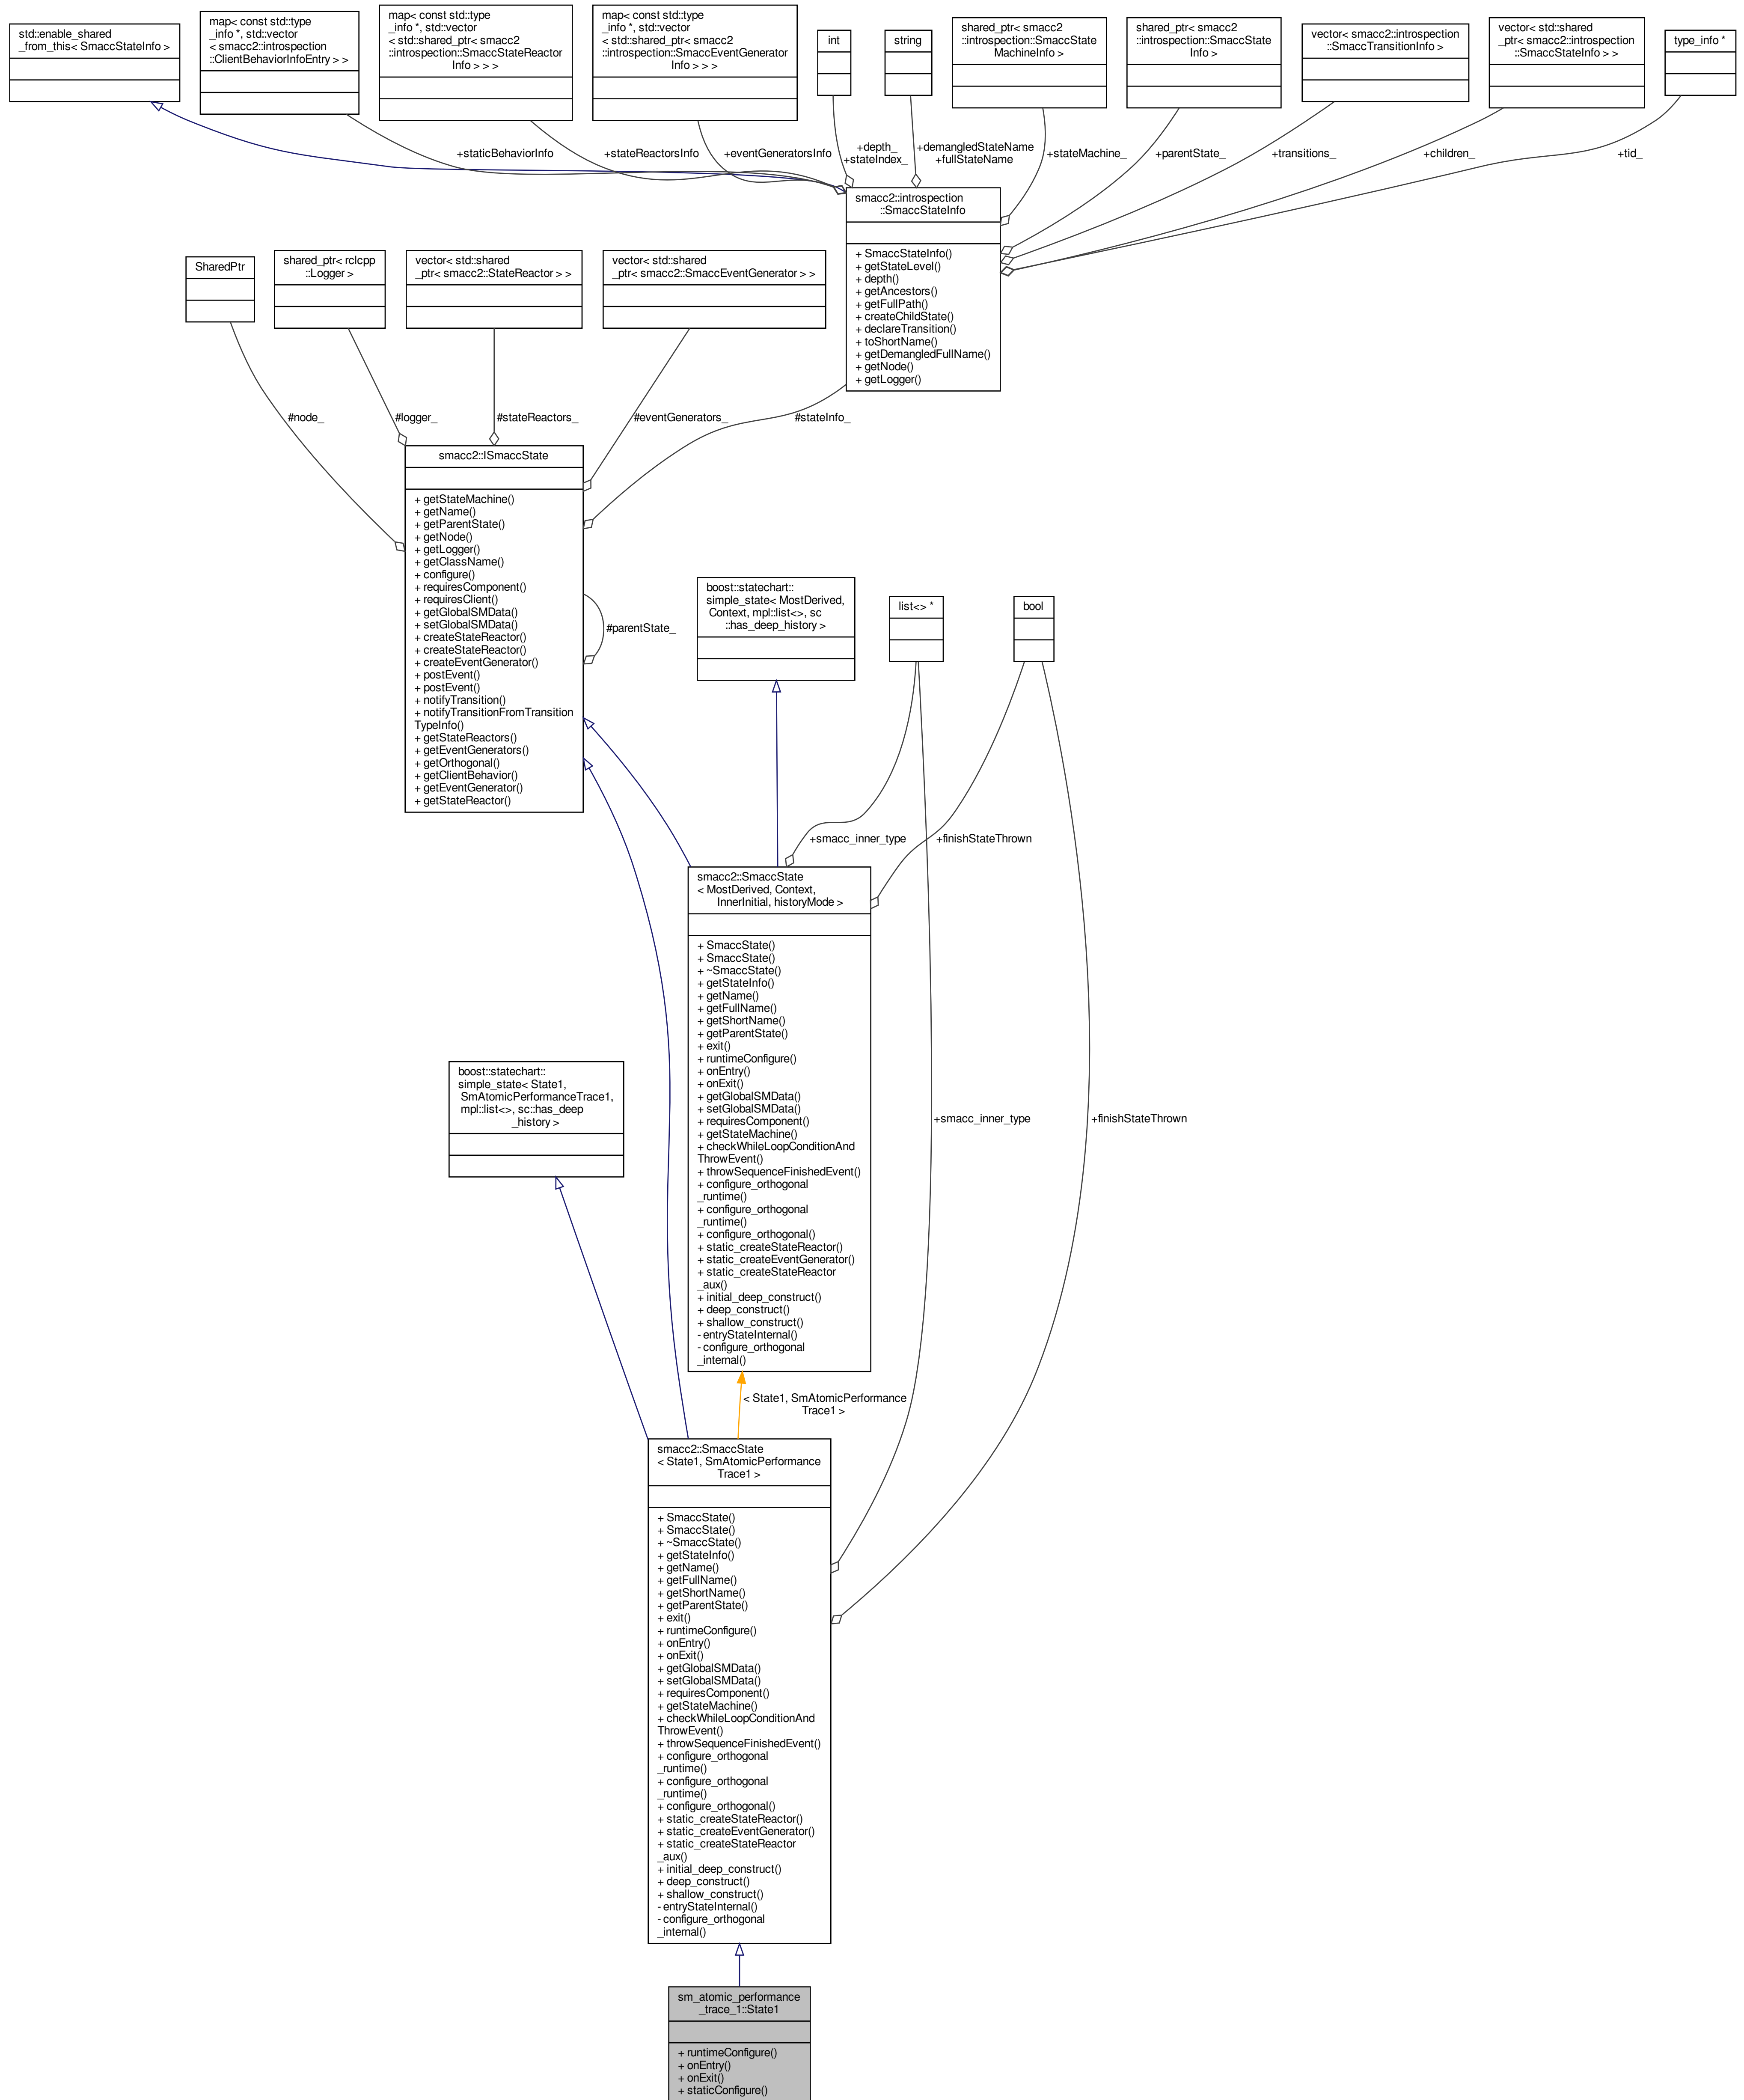 std::enable_shared
_from_this< SmaccStateInfo >
map< const std::type
_info *, std::vector
< smacc2::introspection
::ClientBehaviorInfoEntry > >
map< const std::type
_info *, std::vector
< std::shared_ptr< smacc2
::introspection::SmaccStateReactor
Info > > >
map< const std::type
_info *, std::vector
< std::shared_ptr< smacc2
::introspection::SmaccEventGenerator
Info > > >
int
string
shared_ptr< smacc2
::introspection::SmaccState
MachineInfo >
shared_ptr< smacc2
::introspection::SmaccState
Info >
vector< smacc2::introspection
::SmaccTransitionInfo >
vector< std::shared
_ptr< smacc2::introspection
::SmaccStateInfo > >
type_info *
+staticBehaviorInfo
+stateReactorsInfo
+eventGeneratorsInfo
+depth_
+stateIndex_
+demangledStateName
+fullStateName
+stateMachine_
+parentState_
+transitions_
+children_
+tid_
smacc2::introspection
::SmaccStateInfo
+ SmaccStateInfo()
+ getStateLevel()
+ depth()
+ getAncestors()
+ getFullPath()
+ createChildState()
+ declareTransition()
+ toShortName()
+ getDemangledFullName()
+ getNode()
+ getLogger()
SharedPtr
shared_ptr< rclcpp
::Logger >
vector< std::shared
_ptr< smacc2::StateReactor > >
vector< std::shared
_ptr< smacc2::SmaccEventGenerator > >
#node_
#logger_
#stateReactors_
#eventGenerators_
#stateInfo_
smacc2::ISmaccState
+ getStateMachine()
+ getName()
+ getParentState()
+ getNode()
+ getLogger()
+ getClassName()
+ configure()
+ requiresComponent()
+ requiresClient()
+ getGlobalSMData()
+ setGlobalSMData()
+ createStateReactor()
+ createStateReactor()
+ createEventGenerator()
+ postEvent()
+ postEvent()
+ notifyTransition()
+ notifyTransitionFromTransition
TypeInfo()
+ getStateReactors()
+ getEventGenerators()
+ getOrthogonal()
+ getClientBehavior()
+ getEventGenerator()
+ getStateReactor()
#parentState_
boost::statechart::
simple_state< MostDerived,
Context, mpl::list<>, sc
::has_deep_history >
list<> *
bool
+smacc_inner_type
+finishStateThrown
smacc2::SmaccState
< MostDerived, Context,
InnerInitial, historyMode >
+ SmaccState()
+ SmaccState()
+ ~SmaccState()
+ getStateInfo()
+ getName()
+ getFullName()
+ getShortName()
+ getParentState()
+ exit()
+ runtimeConfigure()
+ onEntry()
+ onExit()
+ getGlobalSMData()
+ setGlobalSMData()
+ requiresComponent()
+ getStateMachine()
+ checkWhileLoopConditionAnd
ThrowEvent()
+ throwSequenceFinishedEvent()
+ configure_orthogonal
_runtime()
+ configure_orthogonal
_runtime()
+ configure_orthogonal()
+ static_createStateReactor()
+ static_createEventGenerator()
+ static_createStateReactor
_aux()
+ initial_deep_construct()
+ deep_construct()
+ shallow_construct()
- entryStateInternal()
- configure_orthogonal
_internal()
+smacc_inner_type
+finishStateThrown
boost::statechart::
simple_state< State1,
SmAtomicPerformanceTrace1,
mpl::list<>, sc::has_deep
_history >
< State1, SmAtomicPerformance
Trace1 >
smacc2::SmaccState
< State1, SmAtomicPerformance
Trace1 >
+ SmaccState()
+ SmaccState()
+ ~SmaccState()
+ getStateInfo()
+ getName()
+ getFullName()
+ getShortName()
+ getParentState()
+ exit()
+ runtimeConfigure()
+ onEntry()
+ onExit()
+ getGlobalSMData()
+ setGlobalSMData()
+ requiresComponent()
+ getStateMachine()
+ checkWhileLoopConditionAnd
ThrowEvent()
+ throwSequenceFinishedEvent()
+ configure_orthogonal
_runtime()
+ configure_orthogonal
_runtime()
+ configure_orthogonal()
+ static_createStateReactor()
+ static_createEventGenerator()
+ static_createStateReactor
_aux()
+ initial_deep_construct()
+ deep_construct()
+ shallow_construct()
- entryStateInternal()
- configure_orthogonal
_internal()
sm_atomic_performance
_trace_1::State1
+ runtimeConfigure()
+ onEntry()
+ onExit()
+ staticConfigure()